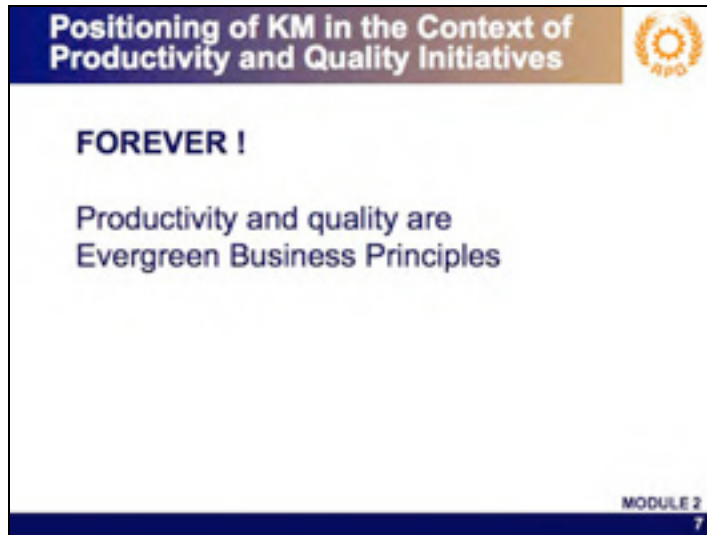 Positioning of KM in the Context of
Productivity and Quality Initiatives
APO
FOREVER !
Productivity and quality are
Evergreen Business Principles
MODULE 2
7